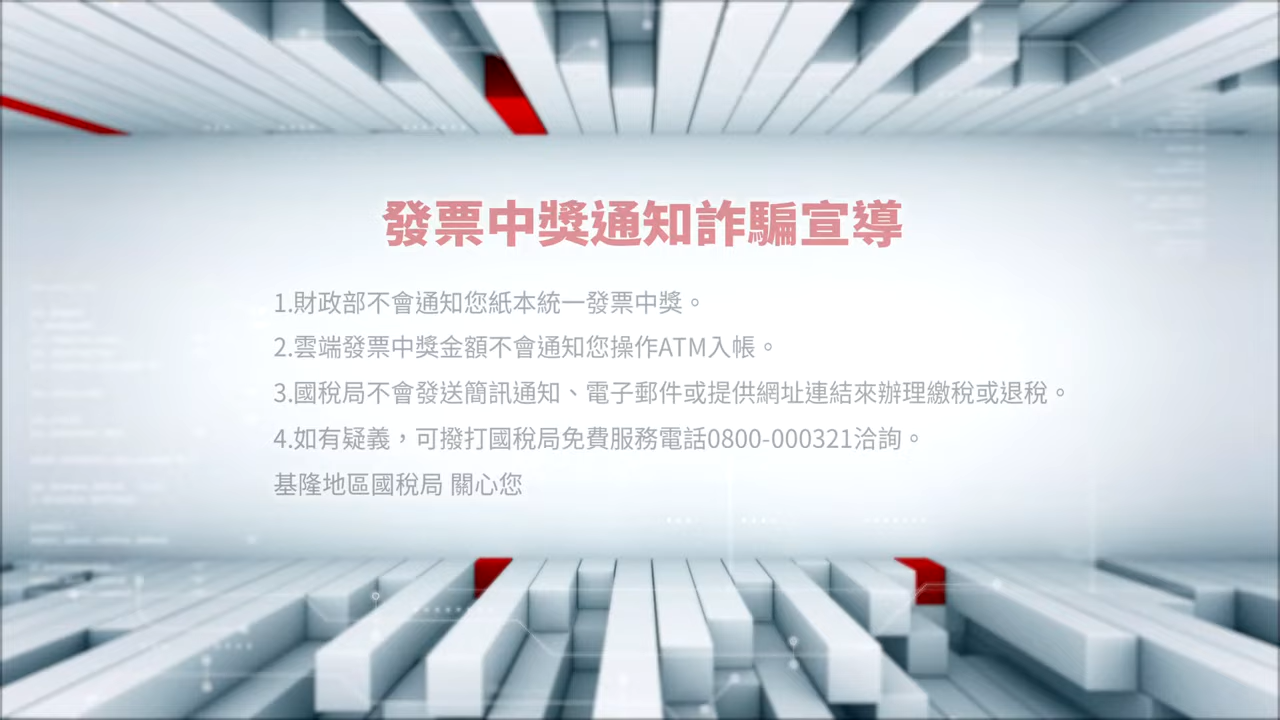 發票中獎通知詐騙宣導
1.財政部不會通知您紙本統一發票中獎。
2.雲端發票中獎金額不會通知您操作ATM入帳。
3.國稅局不會發送簡訊通知、電子郵件或提供網址連結來辦理繳稅或退稅。
4.如有疑義，可撥打國稅局免費服務電話0800-000321洽詢。
基隆地區國稅局 關心您